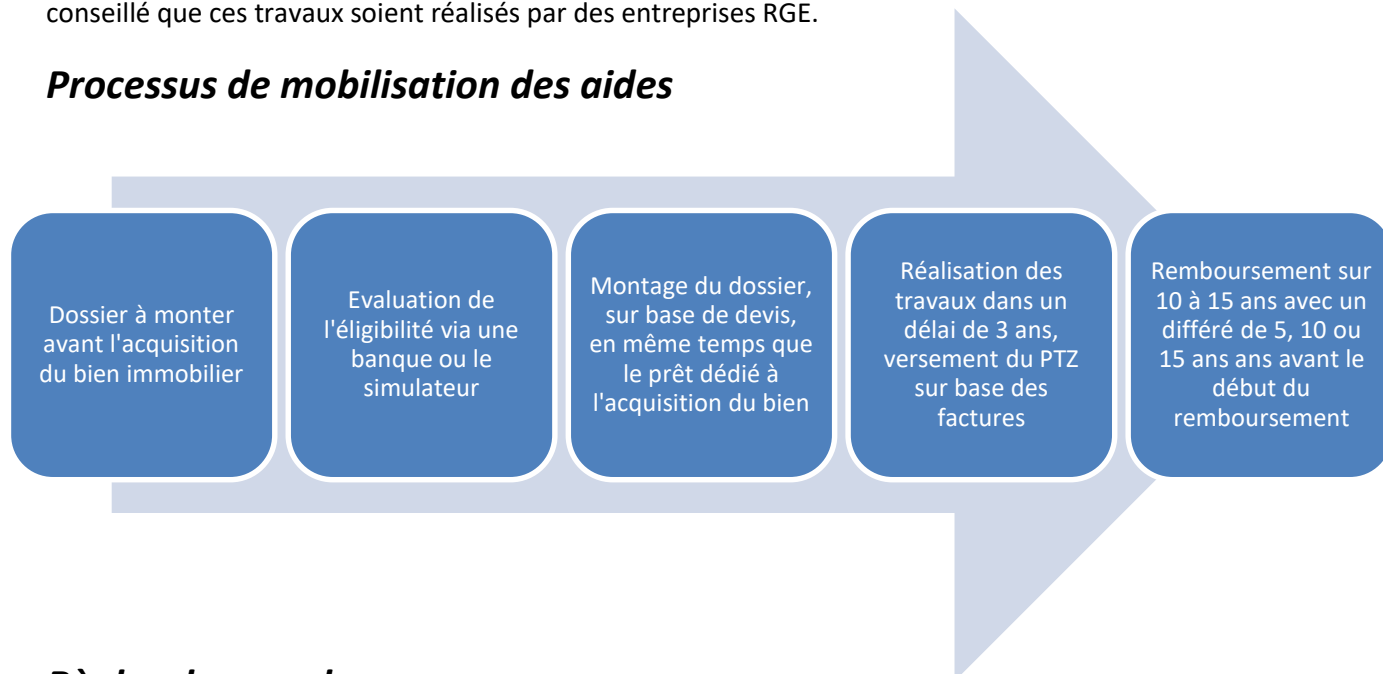 conseillé que ces travaux soient réalisés par des entreprises RGE.
Processus de mobilisation des aides
Dossier à monter
avant l'acquisition
du bien immobilier
Evaluation de
l'éligibilité via une
banque ou le
simulateur
Montage du dossier,
sur base de devis,
en même temps que
le prêt dédié à
l'acquisition du bien
Réalisation des
travaux dans un
délai de 3 ans,
versement du PTZ
sur base des
factures
Remboursement sur
10 à 15 ans avec un
différé de 5, 10 ou
15 ans ans avant le
début du
remboursement